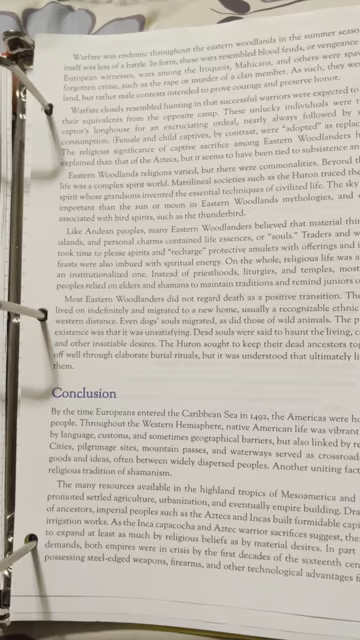 Warfare was endemic throughout the eastern woodlands in the summer seaso
itself was less of a battle. In form, these wars resembled blood feuds, or vengeance
European witnesses, wars among the Iroquois, Mahicans, and others were spaw
forgotten crime, such as the rape or murder of a clan member. As such, they we
land, but rather male contests intended to prove courage and preserve honor.
Warfare closely resembled hunting in that successful warriors were expected to
their equivalents from the opposite camp. These unlucky individuals were
captor's longhouse for an excruciating ordeal, nearly always followed by
consumption. (Female and child captives, by contrast, were "adopted" as replac
The religious significance of captive sacrifice among Eastern Woodlanders h
explained than that of the Aztecs, but it seems to have been tied to subsistence an
Eastern Woodlands religions varied, but there were commonalities. Beyond th
life was a complex spirit world. Matrilineal societies such as the Huron traced the
spirit whose grandsons invented the essential techniques of civilized life. The sky
important than the sun or moon in Eastern Woodlands mythologies, and
associated with bird spirits, such as the thunderbird.
Like Andean peoples, many Eastern Woodlanders believed that material thin
islands, and personal charms contained life essences, or "souls." Traders and w
took time to please spirits and "recharge" protective amulets with offerings and
feasts were also imbued with spiritual energy. On the whole, religious life was a
an institutionalized one. Instead of priesthoods, liturgies, and temples, most
peoples relied on elders and shamans to maintain traditions and remind juniors o
Most Eastern Woodlanders did not regard death as a positive transition. The
lived on indefinitely and migrated to a new home, usually a recognizable ethnic
western distance. Even dogs' souls migrated, as did those of wild animals. The p
existence was that it was unsatisfying. Dead souls were said to haunt the living, c
and other insatiable desires. The Huron sought to keep their dead ancestors tog
off well through elaborate burial rituals, but it was understood that ultimately li
them.
Conclusion
By the time Europeans entered the Caribbean Sea in 1492, the Americas were ho
people. Throughout the Western Hemisphere, native American life was vibrant
by language, customs, and sometimes geographical barriers, but also linked by re
Cities, pilgrimage sites, mountain passes, and waterways served as crossroad
goods and ideas, often between widely dispersed peoples. Another uniting fact
religious tradition of shamanism.
The many resources available in the highland tropics of Mesoamerica and
promoted settled agriculture, urbanization, and eventually empire building. Dra
of ancestors, imperial peoples such as the Aztecs and Incas built formidable capi
irrigation works. As the Inca capacocha and Aztec warrior sacrifices suggest, the
to expand at least as much by religious beliefs as by material desires. In part
demands, both empires were in crisis by the first decades of the sixteenth cen
possessing steel-edged weapons, firearms, and other technological advantages fi